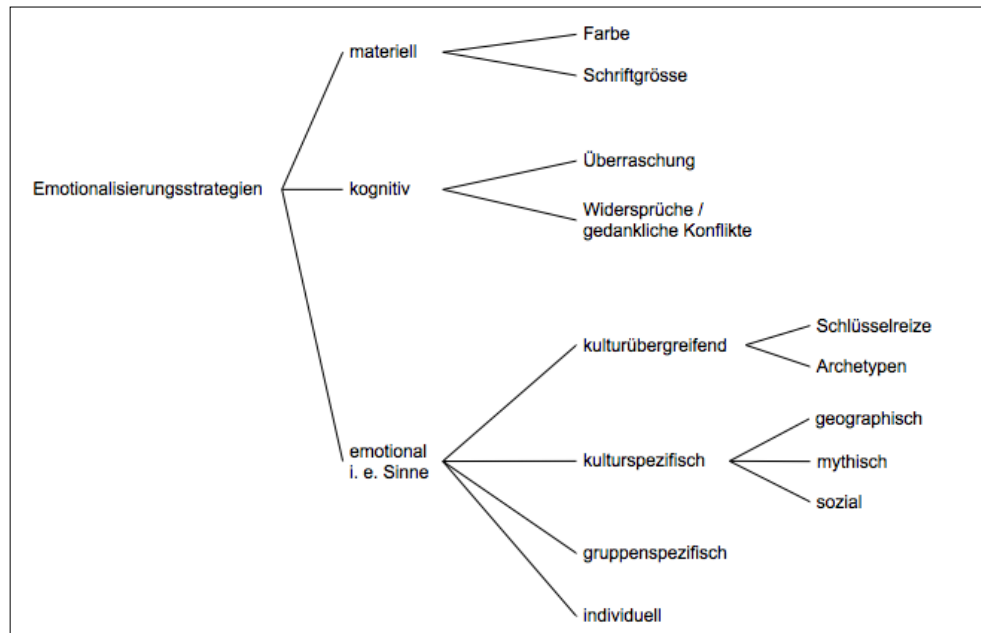 Farbe
materiell
Schriftgrösse
Überraschung
Emotionalisierungsstrategien
kognitiv
Widersprüche /
gedankliche Konflikte
Schlüsselreize
kulturübergreifend
Archetypen
geographisch
emotional
i. e. Sinne
kulturspezifisch
mythisch
sozial
gruppenspezifisch
individuell